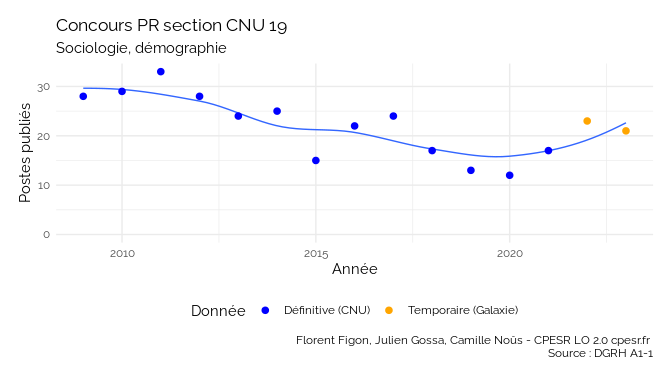 Concours PR section CNU 19
Sociologie, démographie
Postes publiés
30
20
10
0
2010 2015 2020
Année
Donnée Définitive (CNU) Temporaire (Galaxie)
Florent Figon, Julien Gossa, Camille Noûs - CPESR LO 2.0 cpesr.fr
Source : DGRH A1-1